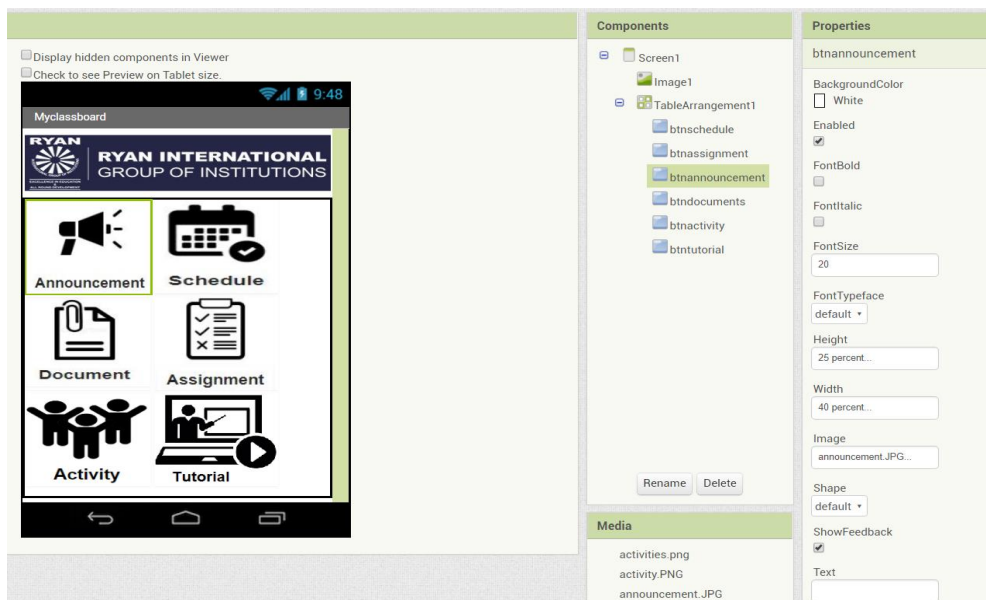 Display hidden components in Viewer
Check to see Preview on Tablet size.
9:48
Myclassboard
RYAN
RYAN INTERNATIONAL
GROUP OF INSTITUTIONS
Announcement
Schedule
Document
Assignment
Activity
Tutorial
Components
Screen1
Image1
TableArrangement1
btnschedule
btnassignment
btnannouncement
btndocuments
btnactivity
btntutorial
Rename Delete
Media
activities.png
activity.PNG
announcement.JPG
Properties
btnannouncement
BackgroundColor
White
Enabled
FontBold
FontItalic
FontSize
20
FontTypeface
default
Height
25 percent...
Width
40 percent...
Image
announcement.JPG...
Shape
default
ShowFeedback
Text